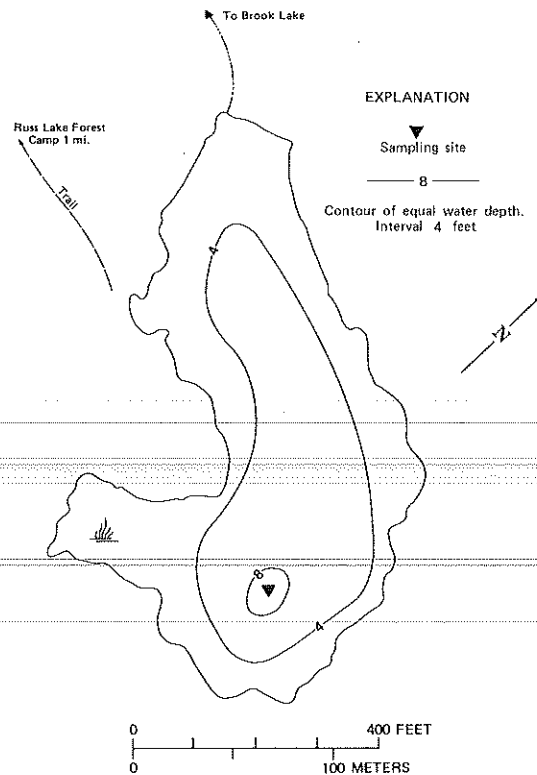 To Brook Lake
EXPLANATION
Sampling site
8
Contour of equal water depth.
Interval 4 feet
Russ Lake Forest
Camp 1 mi.
Trail
4
N
8
4
0 400 FEET
0 100 METERS